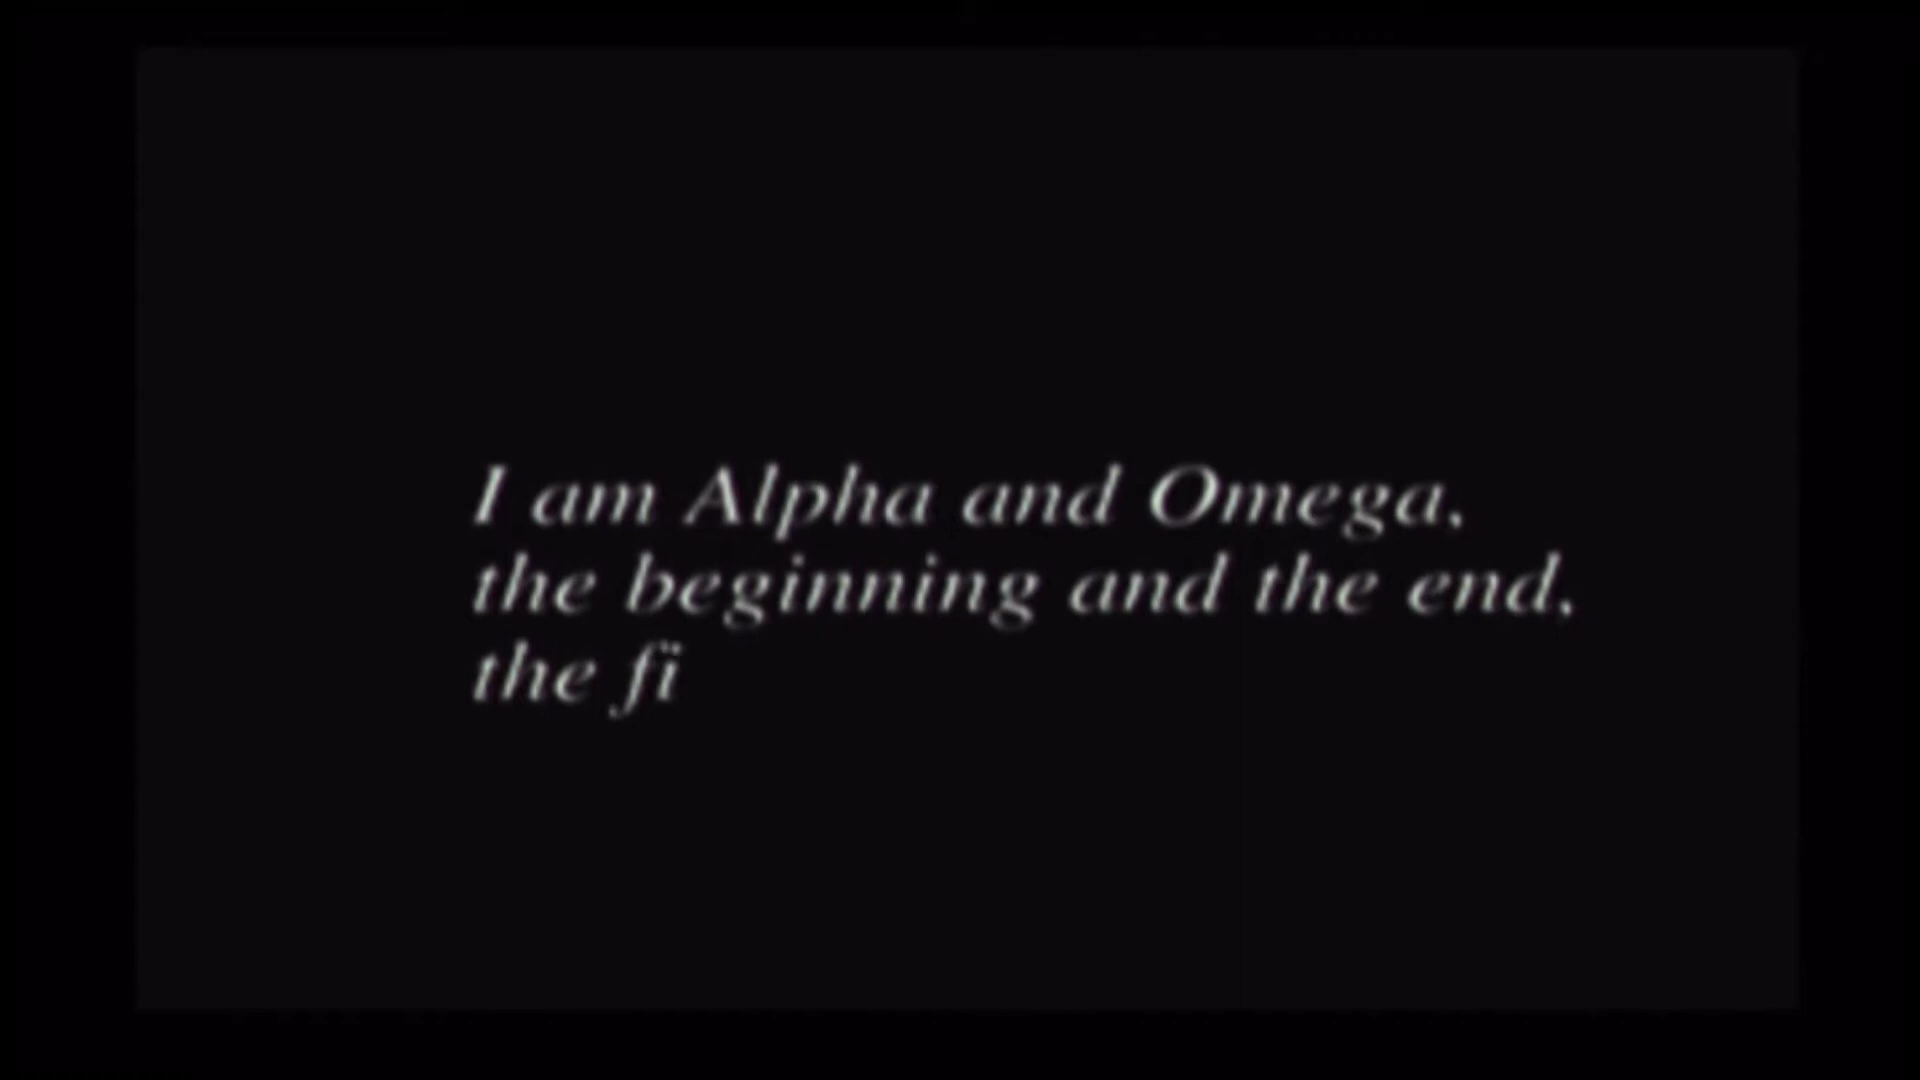 I am Alpha and Omega,
the beginning and the end,
the fi